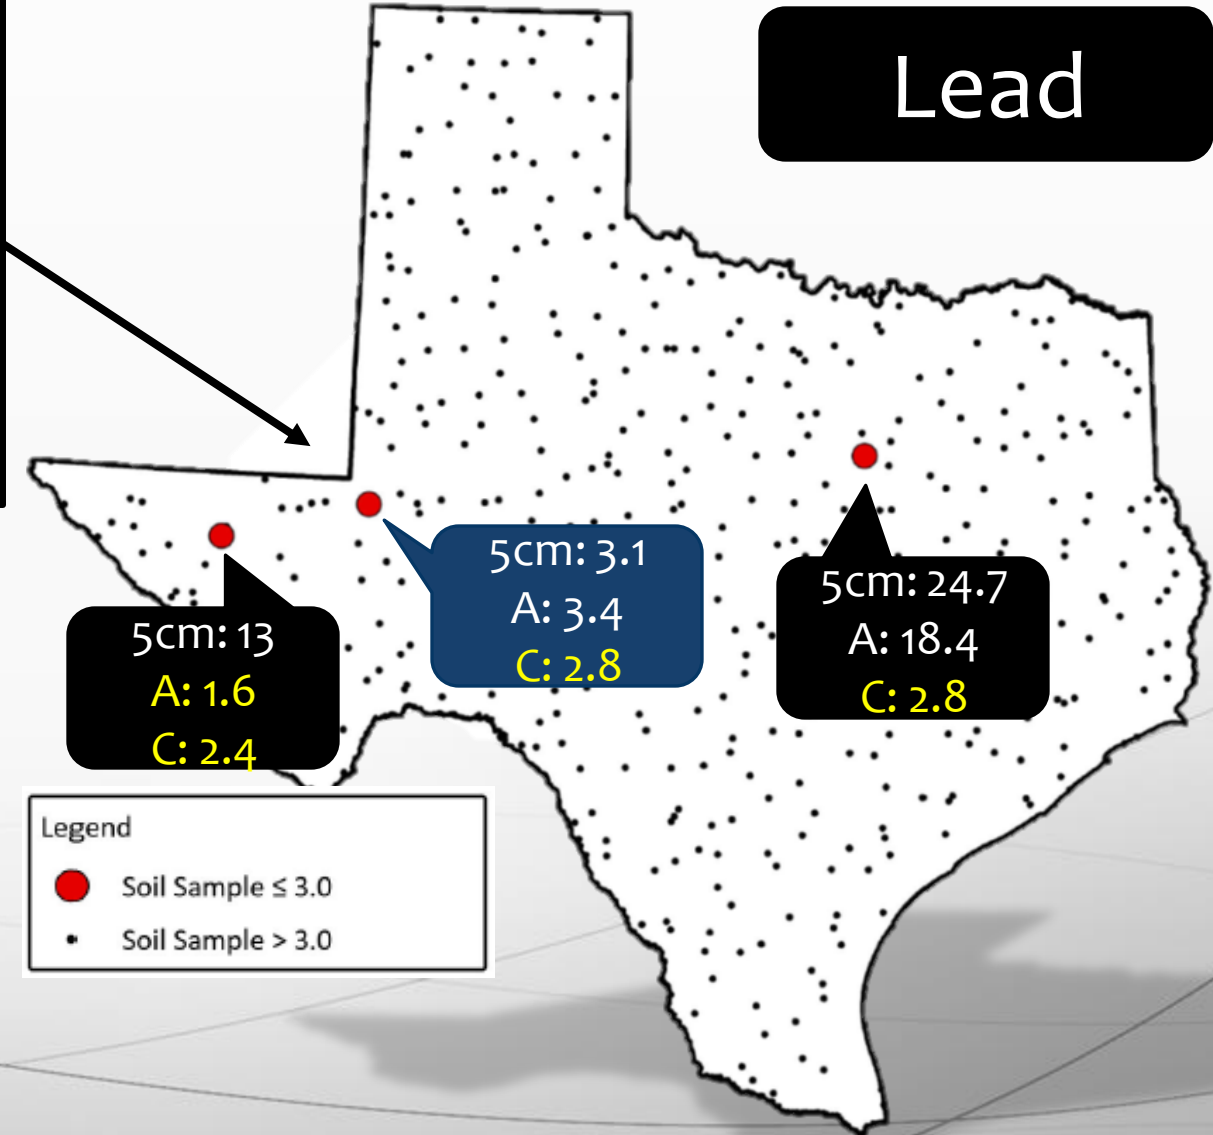 Lead
5cm: 3.1
A: 3.4
C: 2.8
5cm: 24.7
A: 18.4
C: 2.8
5cm: 13
A: 1.6
C: 2.4
Legend
Soil Sample ≤ 3.0
Soil Sample > 3.0